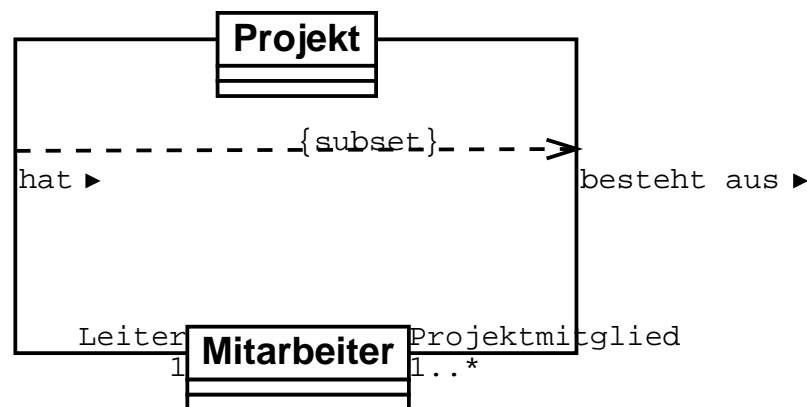 Projekt
{subset}
hat ►
besteht aus ►
Leiter
Projektmitglied
Mitarbeiter
1
1..*